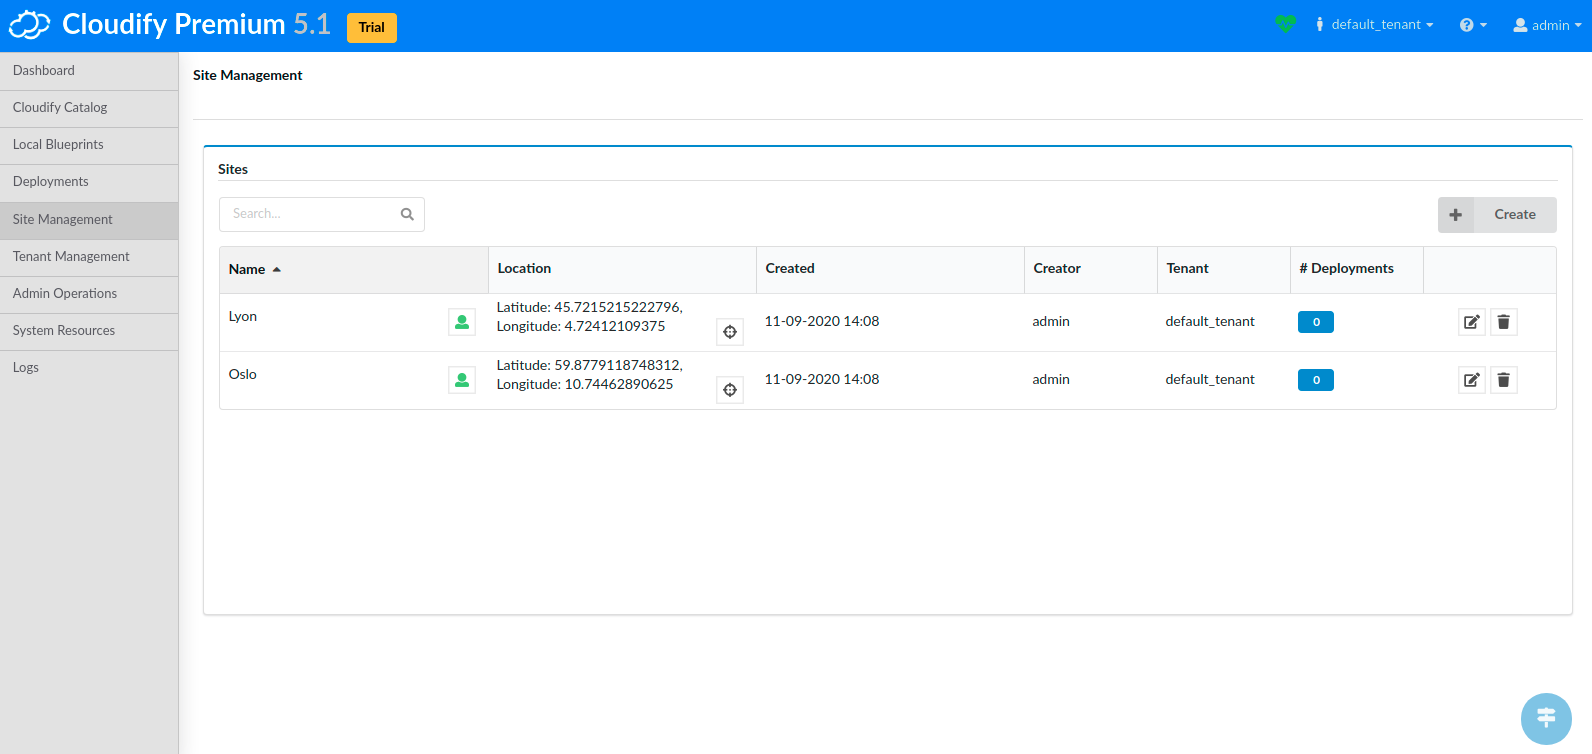 Cloudify Premium 5.1 Trial
default_tenant
admin
Dashboard
Cloudify Catalog
Local Blueprints
Deployments
Site Management
Tenant Management
Admin Operations
System Resources
Logs
Site Management
Sites
Search...
Create
Name Location Created Creator Tenant # Deployments
Lyon
Latitude: 45.7215215222796,
Longitude: 4.72412109375
11-09-2020 14:08 admin default_tenant 0
Oslo
Latitude: 59.8779118748312,
Longitude: 10.74462890625
11-09-2020 14:08 admin default_tenant 0